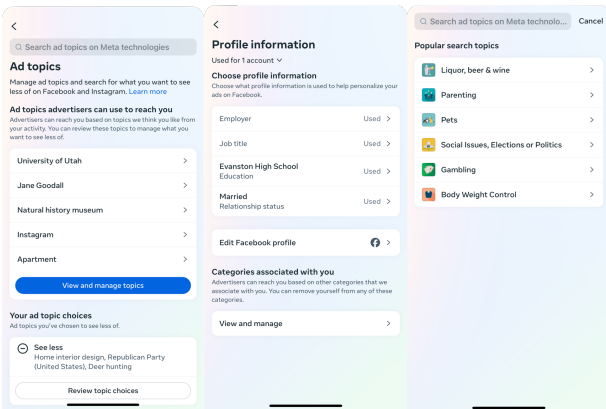 Search ad topics on Meta technologies
Ad topics
Manage ad topics and search for what you want to see
less of on Facebook and Instagram. Learn more
Ad topics advertisers can use to reach you
Advertisers can reach you based on topics we think you like from
your activity. You can review these topics to manage what you
want to see less of.
University of Utah
Jane Goodall
Natural history museum
Instagram
Apartment
View and manage topics
Your ad topic choices
Ad topics you've chosen to see less of.
See less
Home interior design, Republican Party
(United States), Deer hunting
Review topic choices
Profile information
Used for 1 account
Choose profile information
Choose what profile information is used to help personalize your
ads on Facebook.
Employer Used
Job title Used
Evanston High School
Education
Used
Married
Relationship status
Used
Edit Facebook profile
Categories associated with you
Advertisers can reach you based on other categories that we
associate with you. You can remove yourself from any of these
categories.
View and manage
Search ad topics on Meta technolo... Cancel
Popular search topics
Liquor, beer & wine
Parenting
Pets
Social Issues, Elections or Politics
Gambling
Body Weight Control